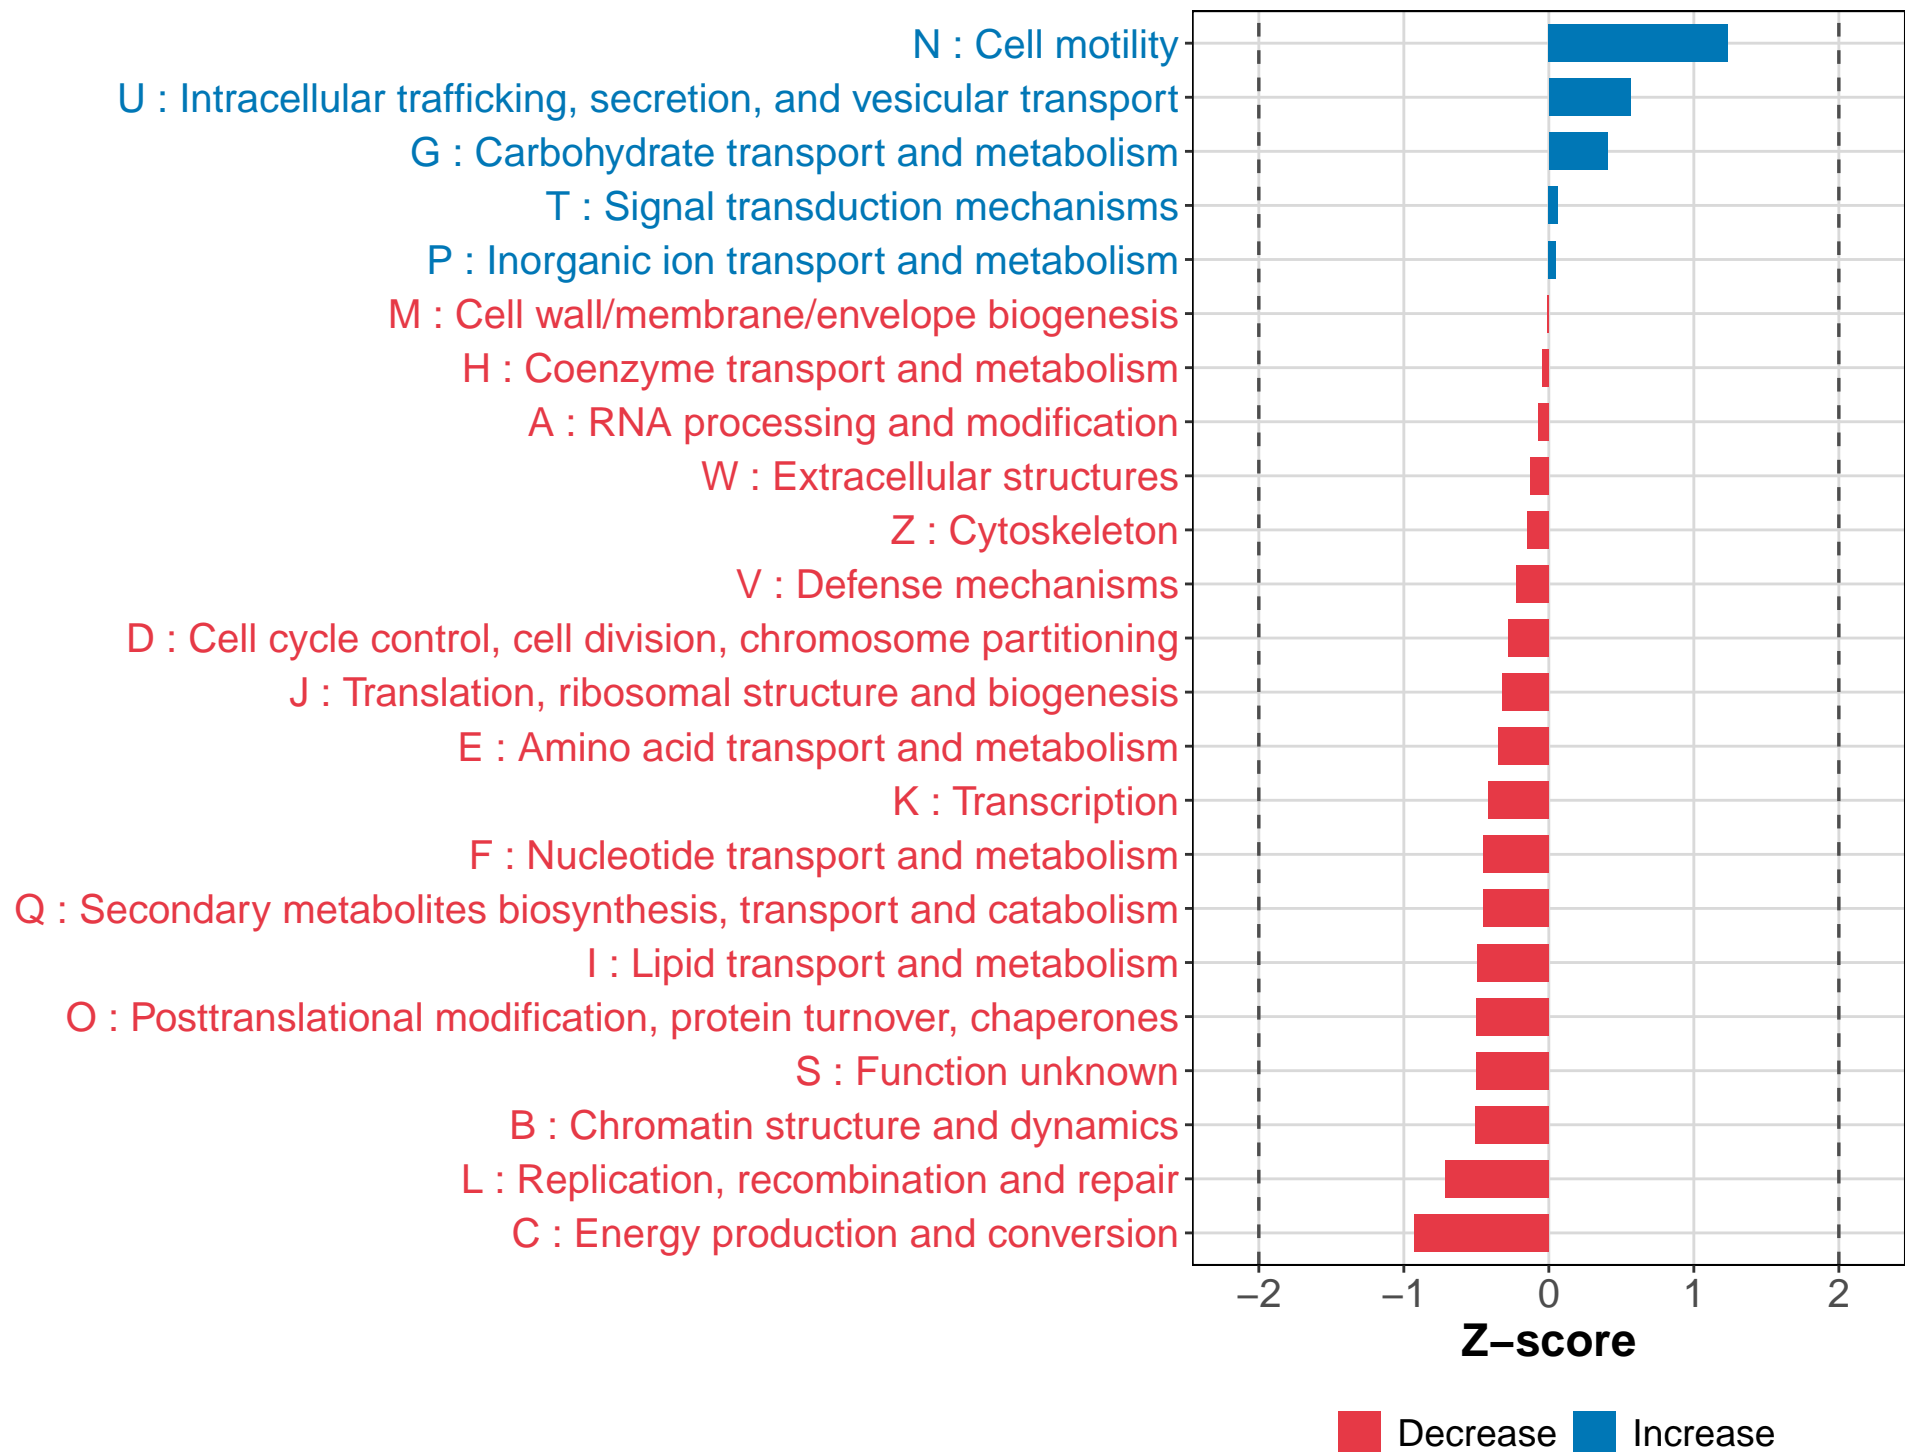 N : Cell motility
U : Intracellular trafficking, secretion, and vesicular transport
G : Carbohydrate transport and metabolism
T : Signal transduction mechanisms
P : Inorganic ion transport and metabolism
M : Cell wall/membrane/envelope biogenesis
H : Coenzyme transport and metabolism
A : RNA processing and modification
W : Extracellular structures
Z : Cytoskeleton
V : Defense mechanisms
D : Cell cycle control, cell division, chromosome partitioning
J : Translation, ribosomal structure and biogenesis
E : Amino acid transport and metabolism
K : Transcription
F : Nucleotide transport and metabolism
Q : Secondary metabolites biosynthesis, transport and catabolism
I : Lipid transport and metabolism
O : Posttranslational modification, protein turnover, chaperones
S : Function unknown
B : Chromatin structure and dynamics
L : Replication, recombination and repair
C : Energy production and conversion
−2 −1 0 1 2
Z−score
Decrease Increase